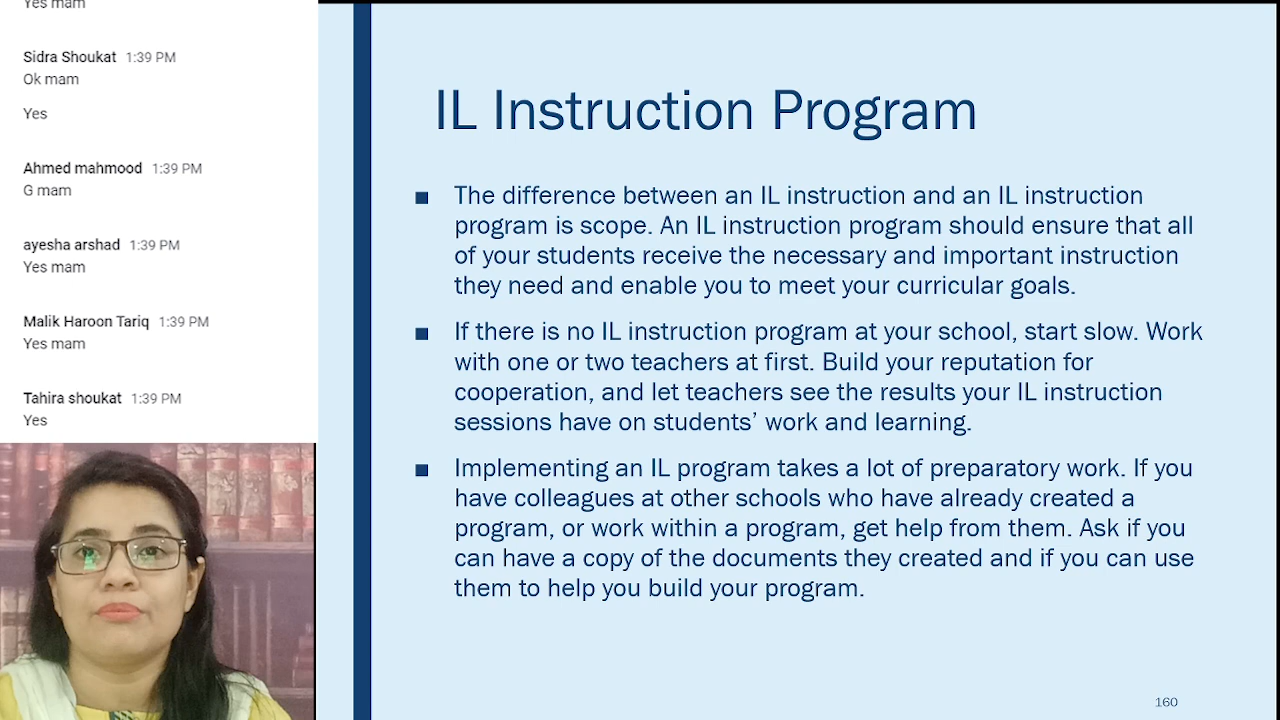 Yes mam
Sidra Shoukat 1:39 PM
Ok mam
Yes
Ahmed mahmood 1:39 PM
G mam
ayesha arshad 1:39 PM
Yes mam
Malik Haroon Tariq 1:39 PM
Yes mam
Tahira shoukat 1:39 PM
Yes
IL Instruction Program
■ The difference between an IL instruction and an IL instruction
program is scope. An IL instruction program should ensure that all
of your students receive the necessary and important instruction
they need and enable you to meet your curricular goals.
■ If there is no IL instruction program at your school, start slow. Work
with one or two teachers at first. Build your reputation for
cooperation, and let teachers see the results your IL instruction
sessions have on students’ work and learning.
■ Implementing an IL program takes a lot of preparatory work. If you
have colleagues at other schools who have already created a
program, or work within a program, get help from them. Ask if you
can have a copy of the documents they created and if you can use
them to help you build your program.
160